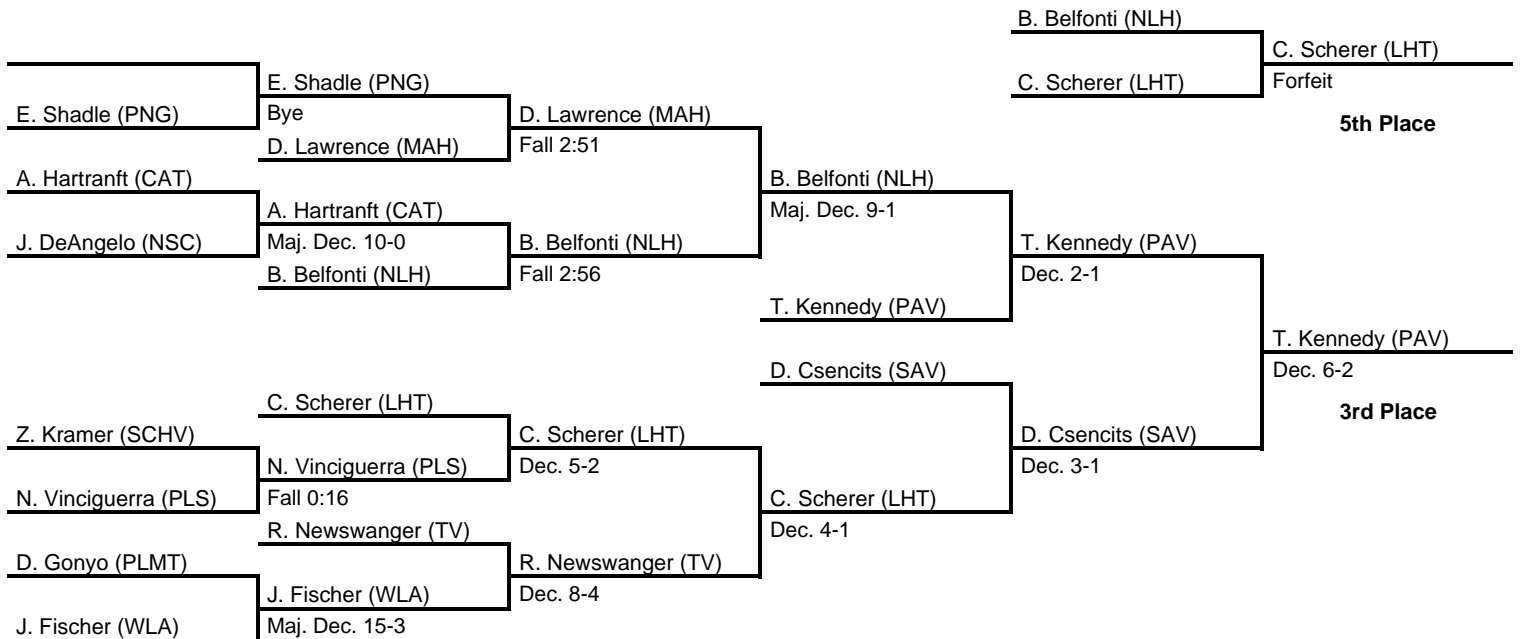 B. Belfonti (NLH)
C. Scherer (LHT)
C. Scherer (LHT)
Forfeit
5th Place
E. Shadle (PNG)
E. Shadle (PNG)
Bye
D. Lawrence (MAH)
D. Lawrence (MAH)
Fall 2:51
A. Hartranft (CAT)
J. DeAngelo (NSC)
A. Hartranft (CAT)
Maj. Dec. 10-0
B. Belfonti (NLH)
B. Belfonti (NLH)
Fall 2:56
B. Belfonti (NLH)
Maj. Dec. 9-1
T. Kennedy (PAV)
T. Kennedy (PAV)
Dec. 2-1
D. Csencits (SAV)
T. Kennedy (PAV)
Dec. 6-2
3rd Place
C. Scherer (LHT)
Z. Kramer (SCHV)
N. Vinciguerra (PLS)
N. Vinciguerra (PLS)
Fall 0:16
C. Scherer (LHT)
Dec. 5-2
D. Csencits (SAV)
Dec. 3-1
C. Scherer (LHT)
Dec. 4-1
R. Newswanger (TV)
D. Gonyo (PLMT)
J. Fischer (WLA)
J. Fischer (WLA)
Maj. Dec. 15-3
R. Newswanger (TV)
Dec. 8-4